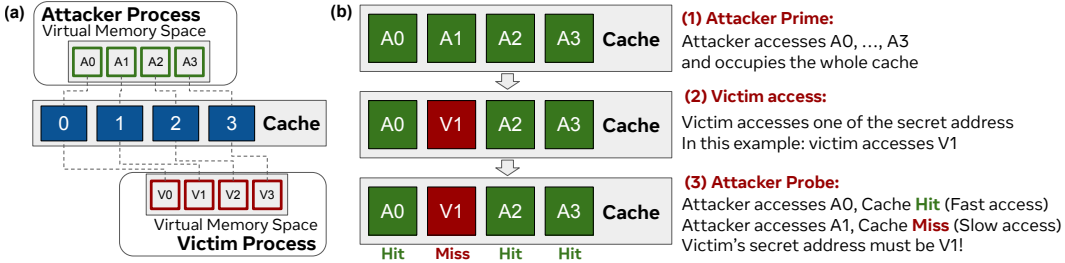 (a)
Attacker Process
Virtual Memory Space
A0 A1 A2 A3
0 1 2 3 Cache
V0 V1 V2 V3
Virtual Memory Space
Victim Process
(b)
A0 A1 A2 A3 Cache
(1) Attacker Prime:
Attacker accesses A0, ..., A3
and occupies the whole cache
A0 V1 A2 A3 Cache
(2) Victim access:
Victim accesses one of the secret address
In this example: victim accesses V1
A0 V1 A2 A3 Cache
Hit Miss Hit Hit
(3) Attacker Probe:
Attacker accesses A0, Cache Hit (Fast access)
Attacker accesses A1, Cache Miss (Slow access)
Victim's secret address must be V1!